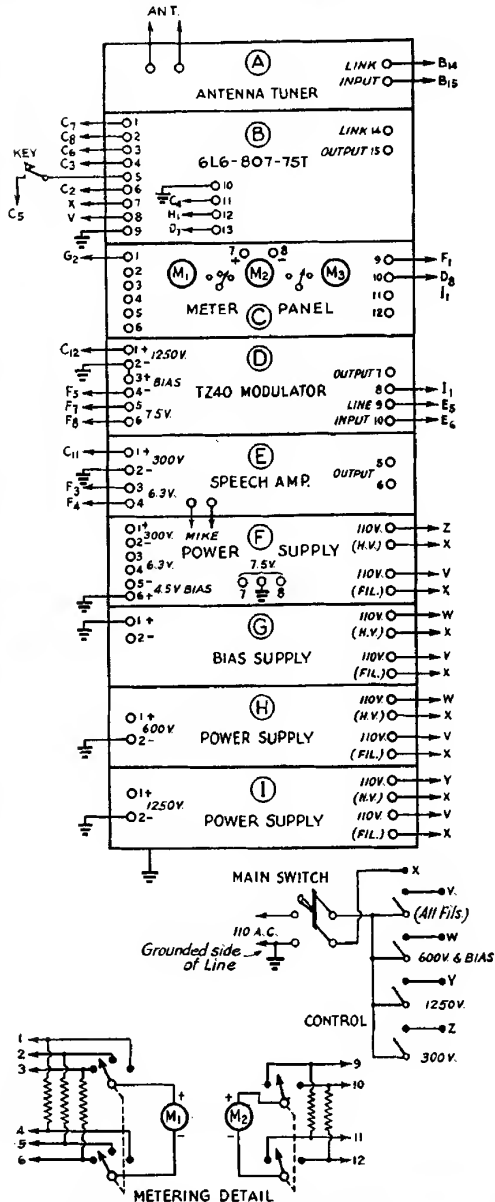 ANT.
A
LINK B14
INPUT B15
ANTENNA TUNER
C7 1
C8 2
C6 3
C3 4
KEY 5
C5
C2 6
X 7
V 8
9
B
6L6-807-75T
LINK 14
OUTPUT 15
10
C4 11
H1 12
D3 13
G2 1
2
3
4
5
6
7 8
+ -
M1 M2 M3
METER PANEL
C
9 F1
10 D8
11 I1
12
C12 1+ 1250V.
2-
3+ BIAS
F5 4-
F7 5 7.5V.
F8 6
D
TZ40 MODULATOR
OUTPUT 7
8 I1
LINE 9 E5
INPUT 10 E6
C11 1+ 300V
2-
F3 3 6.3V.
F4 4
E
SPEECH AMP.
5
OUTPUT
6
MIKE
1+ 300V.
2-
3 6.3V.
4
5- 4.5V BIAS
6+
F
POWER SUPPLY
7.5V.
7 8
110V. Z
(H.V.) X
110V. V
(FIL.) X
1+
2-
G
BIAS SUPPLY
110V. W
(H.V.) X
110V. V
(FIL.) X
1+ 600V.
2-
H
POWER SUPPLY
110V. W
(H.V.) X
110V. V
(FIL.) X
1+ 1250V.
2-
I
POWER SUPPLY
110V. Y
(H.V.) X
110V. V
(FIL.) X
MAIN SWITCH
X
V.
(All Fils.)
110 A.C.
Grounded side
of Line
W
600V. & BIAS
Y
1250V.
CONTROL
Z
300V.
1
2
3
4
5
6
+
M1
-
+
M2
-
9
10
11
12
METERING DETAIL